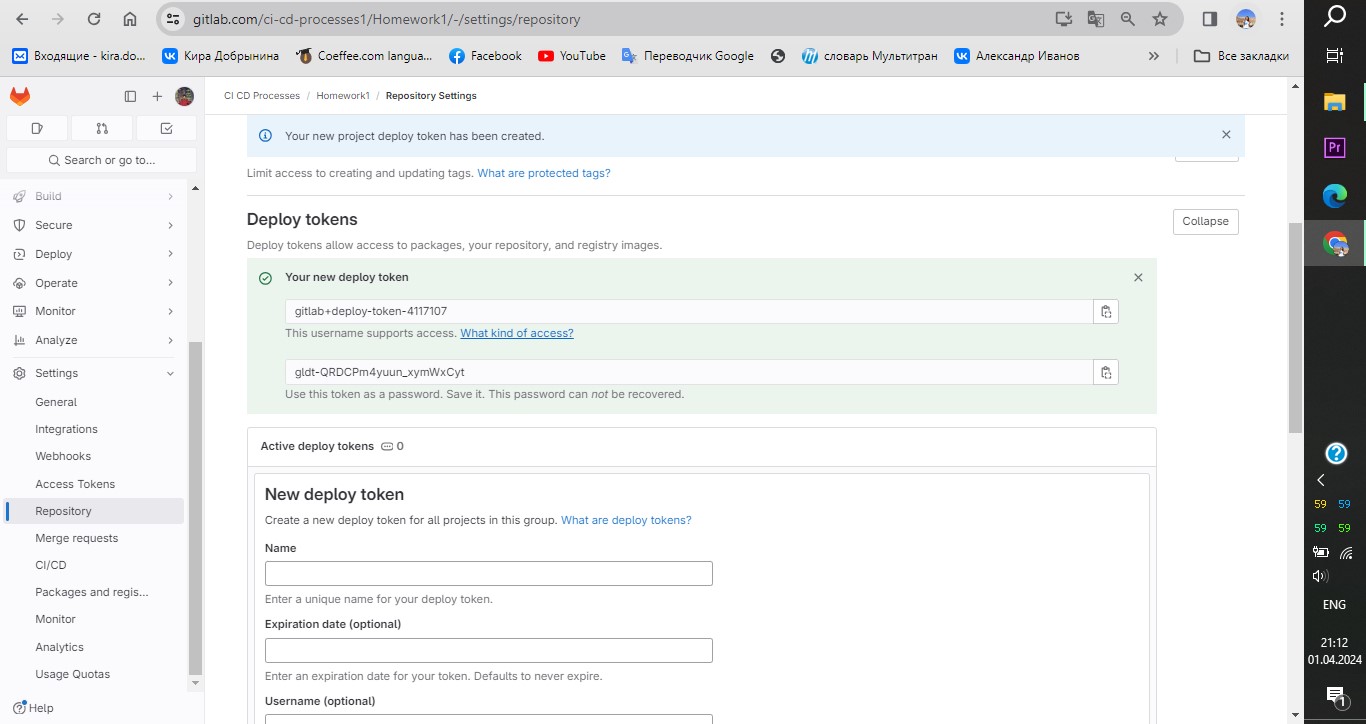 gitlab.com/ci-cd-processes1/Homework1/-/settings/repository
Входящие - kira.do... Кира Добрынина Coeffee.com langua... Facebook YouTube Переводчик Google словарь Мультитран Александр Иванов » Все закладки
CI CD Processes / Homework1 / Repository Settings
Search or go to...
Build
Secure
Deploy
Operate
Monitor
Analyze
Settings
General
Integrations
Webhooks
Access Tokens
Repository
Merge requests
CI/CD
Packages and regis...
Monitor
Analytics
Usage Quotas
Help
Your new project deploy token has been created.
Limit access to creating and updating tags. What are protected tags?
Deploy tokens
Collapse
Deploy tokens allow access to packages, your repository, and registry images.
Your new deploy token
gitlab+deploy-token-4117107
This username supports access. What kind of access?
gldt-QRDCPm4yuun_xymWxCyt
Use this token as a password. Save it. This password can not be recovered.
Active deploy tokens 0
New deploy token
Create a new deploy token for all projects in this group. What are deploy tokens?
Name
Enter a unique name for your deploy token.
Expiration date (optional)
Enter an expiration date for your token. Defaults to never expire.
Username (optional)
Pr
59 59
59 59
ENG
21:12
01.04.2024
1